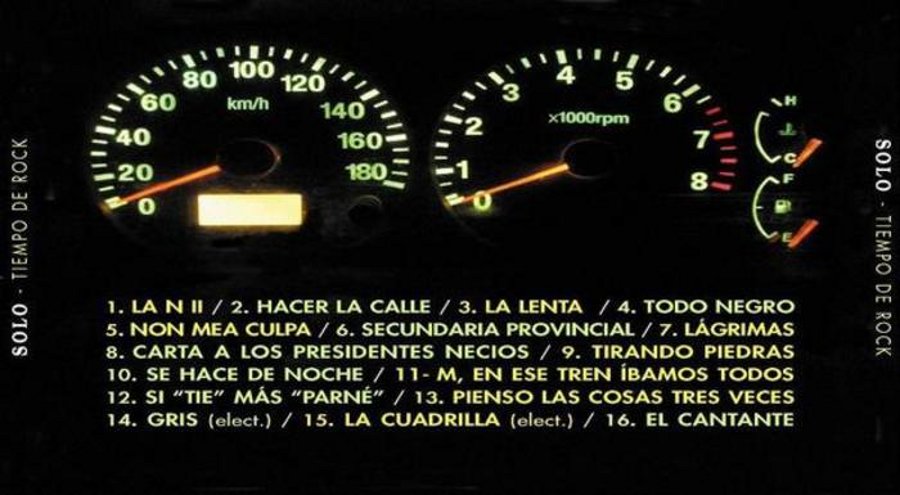 SOLO - TIEMPO DE ROCK
0
20
40
60
80
100
120
140
160
180
km/h
0
1
2
3
4
5
6
7
8
x1000rpm
H
C
F
E
1. LA N II / 2. HACER LA CALLE / 3. LA LENTA / 4. TODO NEGRO
5. NON MEA CULPA / 6. SECUNDARIA PROVINCIAL / 7. LÁGRIMAS
8. CARTA A LOS PRESIDENTES NECIOS / 9. TIRANDO PIEDRAS
10. SE HACE DE NOCHE / 11- M, EN ESE TREN ÍBAMOS TODOS
12. SI "TIE" MÁS "PARNÉ" / 13. PIENSO LAS COSAS TRES VECES
14. GRIS (elect.) / 15. LA CUADRILLA (elect.) / 16. EL CANTANTE
SOLO - TIEMPO DE ROCK